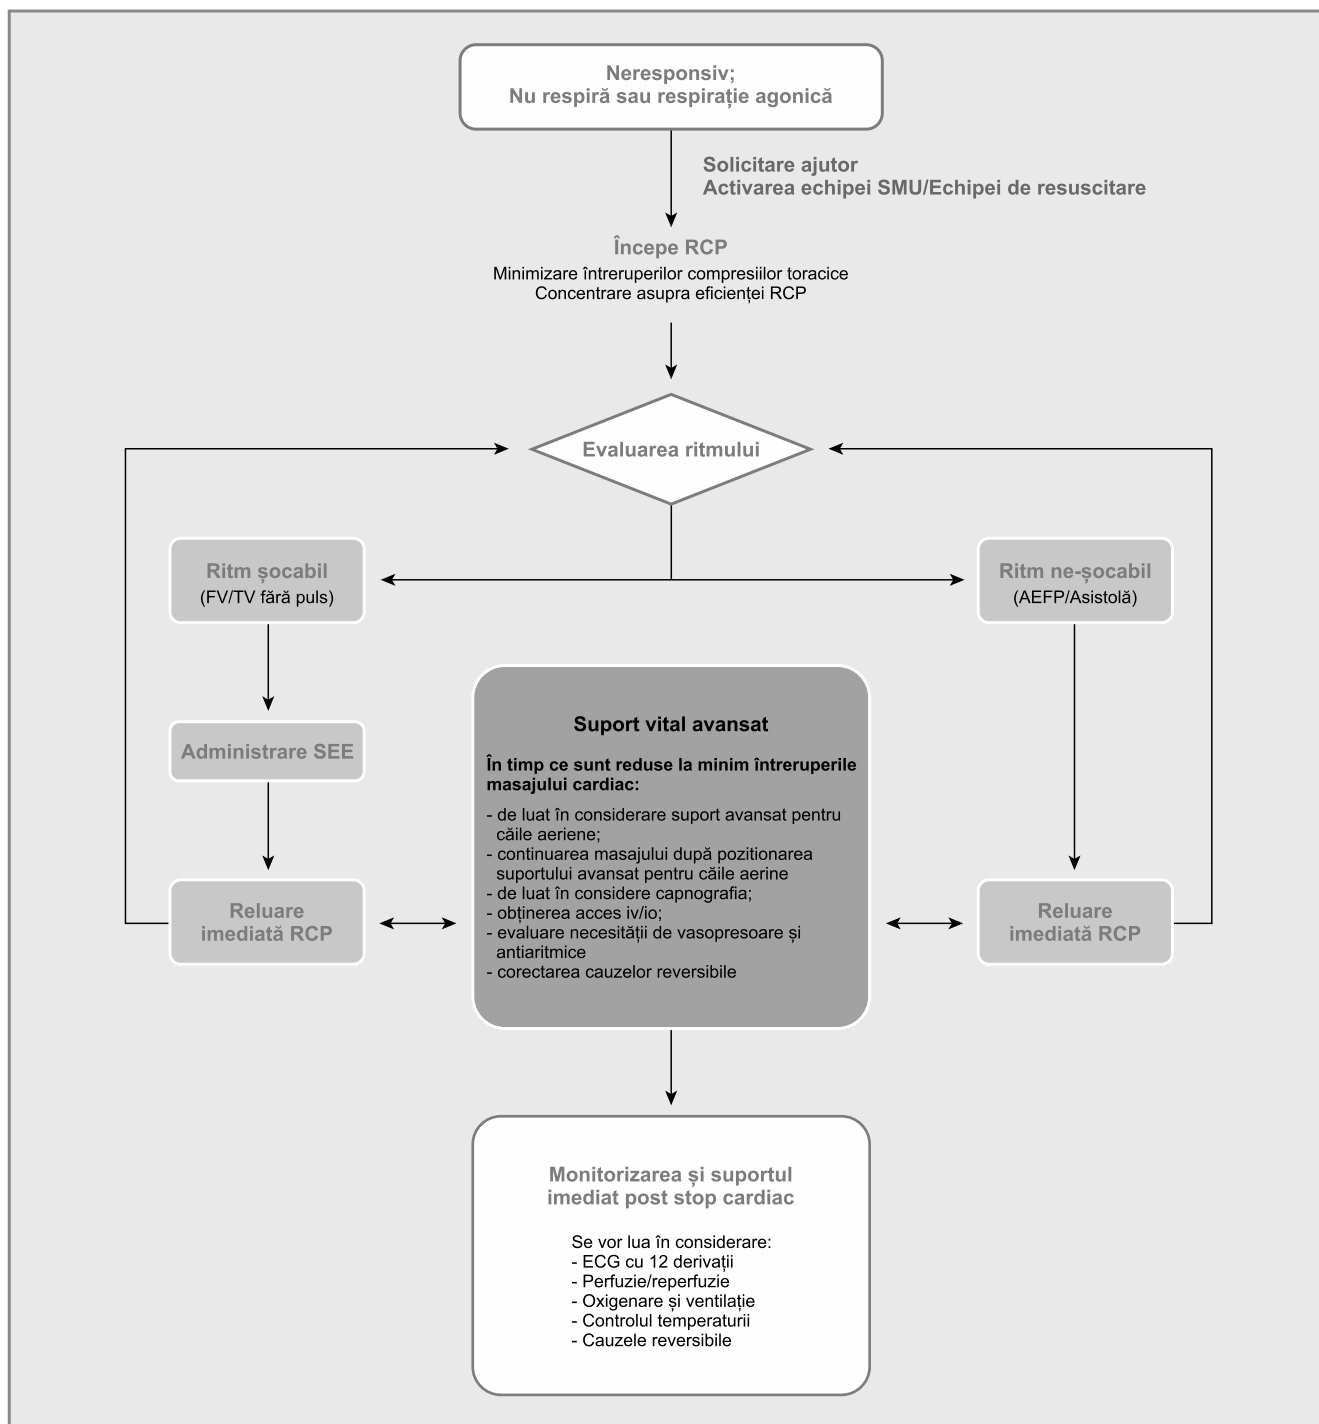 Neresponsiv;
Nu respiră sau respirație agonică
Solicitare ajutor
Activarea echipei SMU/Echipei de resuscitare
Începe RCP
Minimizare întreruperilor compresiilor toracice
Concentrare asupra eficienței RCP
Evaluarea ritmului
Ritm șocabil
(FV/TV fără puls)
Ritm ne-șocabil
(AEFP/Asistolă)
Administrare SEE
Reluare
imediată RCP
Suport vital avansat
În timp ce sunt reduse la minim întreruperile
masajului cardiac:
- de luat în considerare suport avansat pentru
căile aeriene;
- continuarea masajului după pozitionarea
suportului avansat pentru căile aerine
- de luat în considere capnografia;
- obținerea acces iv/io;
- evaluare necesității de vasopresoare și
antiaritmice
- corectarea cauzelor reversibile
Reluare
imediată RCP
Monitorizarea și suportul
imediat post stop cardiac
Se vor lua în considerare:
- ECG cu 12 derivații
- Perfuzie/reperfuzie
- Oxigenare și ventilație
- Controlul temperaturii
- Cauzele reversibile